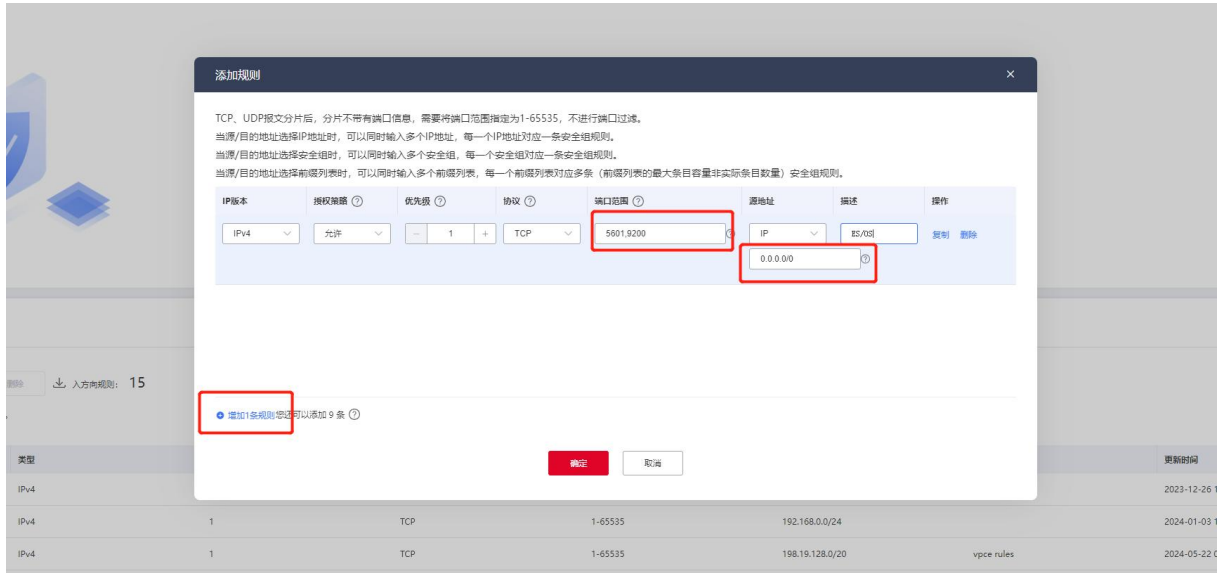 添加规则
×
TCP、UDP报文分片后，分片不带有端口信息，需要将端口范围指定为1-65535，不进行端口过滤。
当源/目的地址选择IP地址时，可以同时输入多个IP地址，每一个IP地址对应一条安全组规则。
当源/目的地址选择安全组时，可以同时输入多个安全组，每一个安全组对应一条安全组规则。
当源/目的地址选择前缀列表时，可以同时输入多个前缀列表，每一个前缀列表对应多条（前缀列表的最大条目容量非实际条目数量）安全组规则。
IP版本 授权策略 ? 优先级 ? 协议 ? 端口范围 ? 源地址 描述 操作
IPv4 允许 − 1 + TCP 5601,9200 ? IP ES/OS 复制 删除
0.0.0.0/0 ?
删除 入方向规则: 15
增加1条规则 您还可以添加 9 条 ?
确定 取消
类型 更新时间
IPv4 2023-12-26 1
IPv4 1 TCP 1-65535 192.168.0.0/24 2024-01-03 1
IPv4 1 TCP 1-65535 198.19.128.0/20 vpce rules 2024-05-22 0